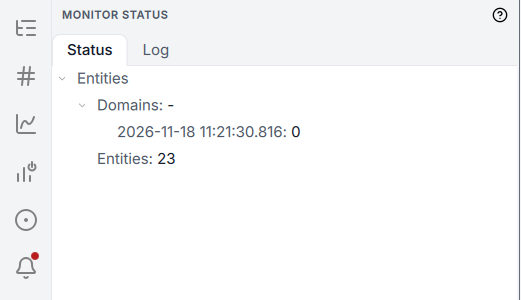 MONITOR STATUS
Status Log
Entities
Domains: -
2026-11-18 11:21:30.816: 0
Entities: 23